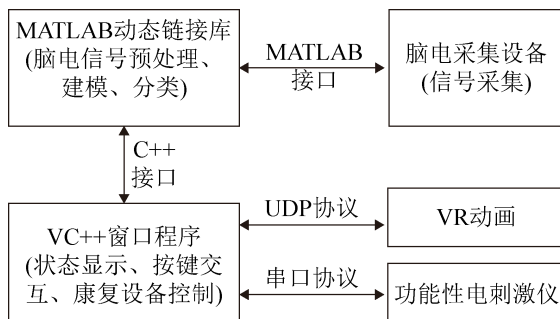 MATLAB动态链接库
(脑电信号预处理、
建模、分类)
MATLAB
接口
脑电采集设备
(信号采集)
C++
接口
VC++窗口程序
(状态显示、按键交
互、康复设备控制)
UDP协议
VR动画
串口协议
功能性电刺激仪